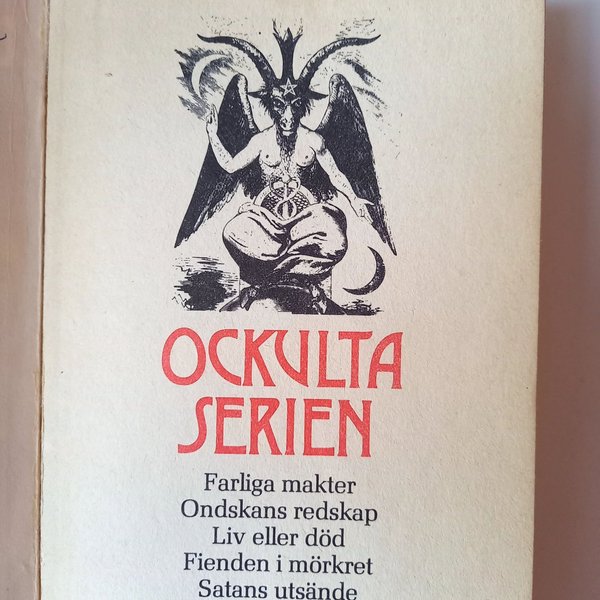 OCKULTA
SERIEN
Farliga makter
Ondskans redskap
Liv eller död
Fienden i mörkret
Satans utsände